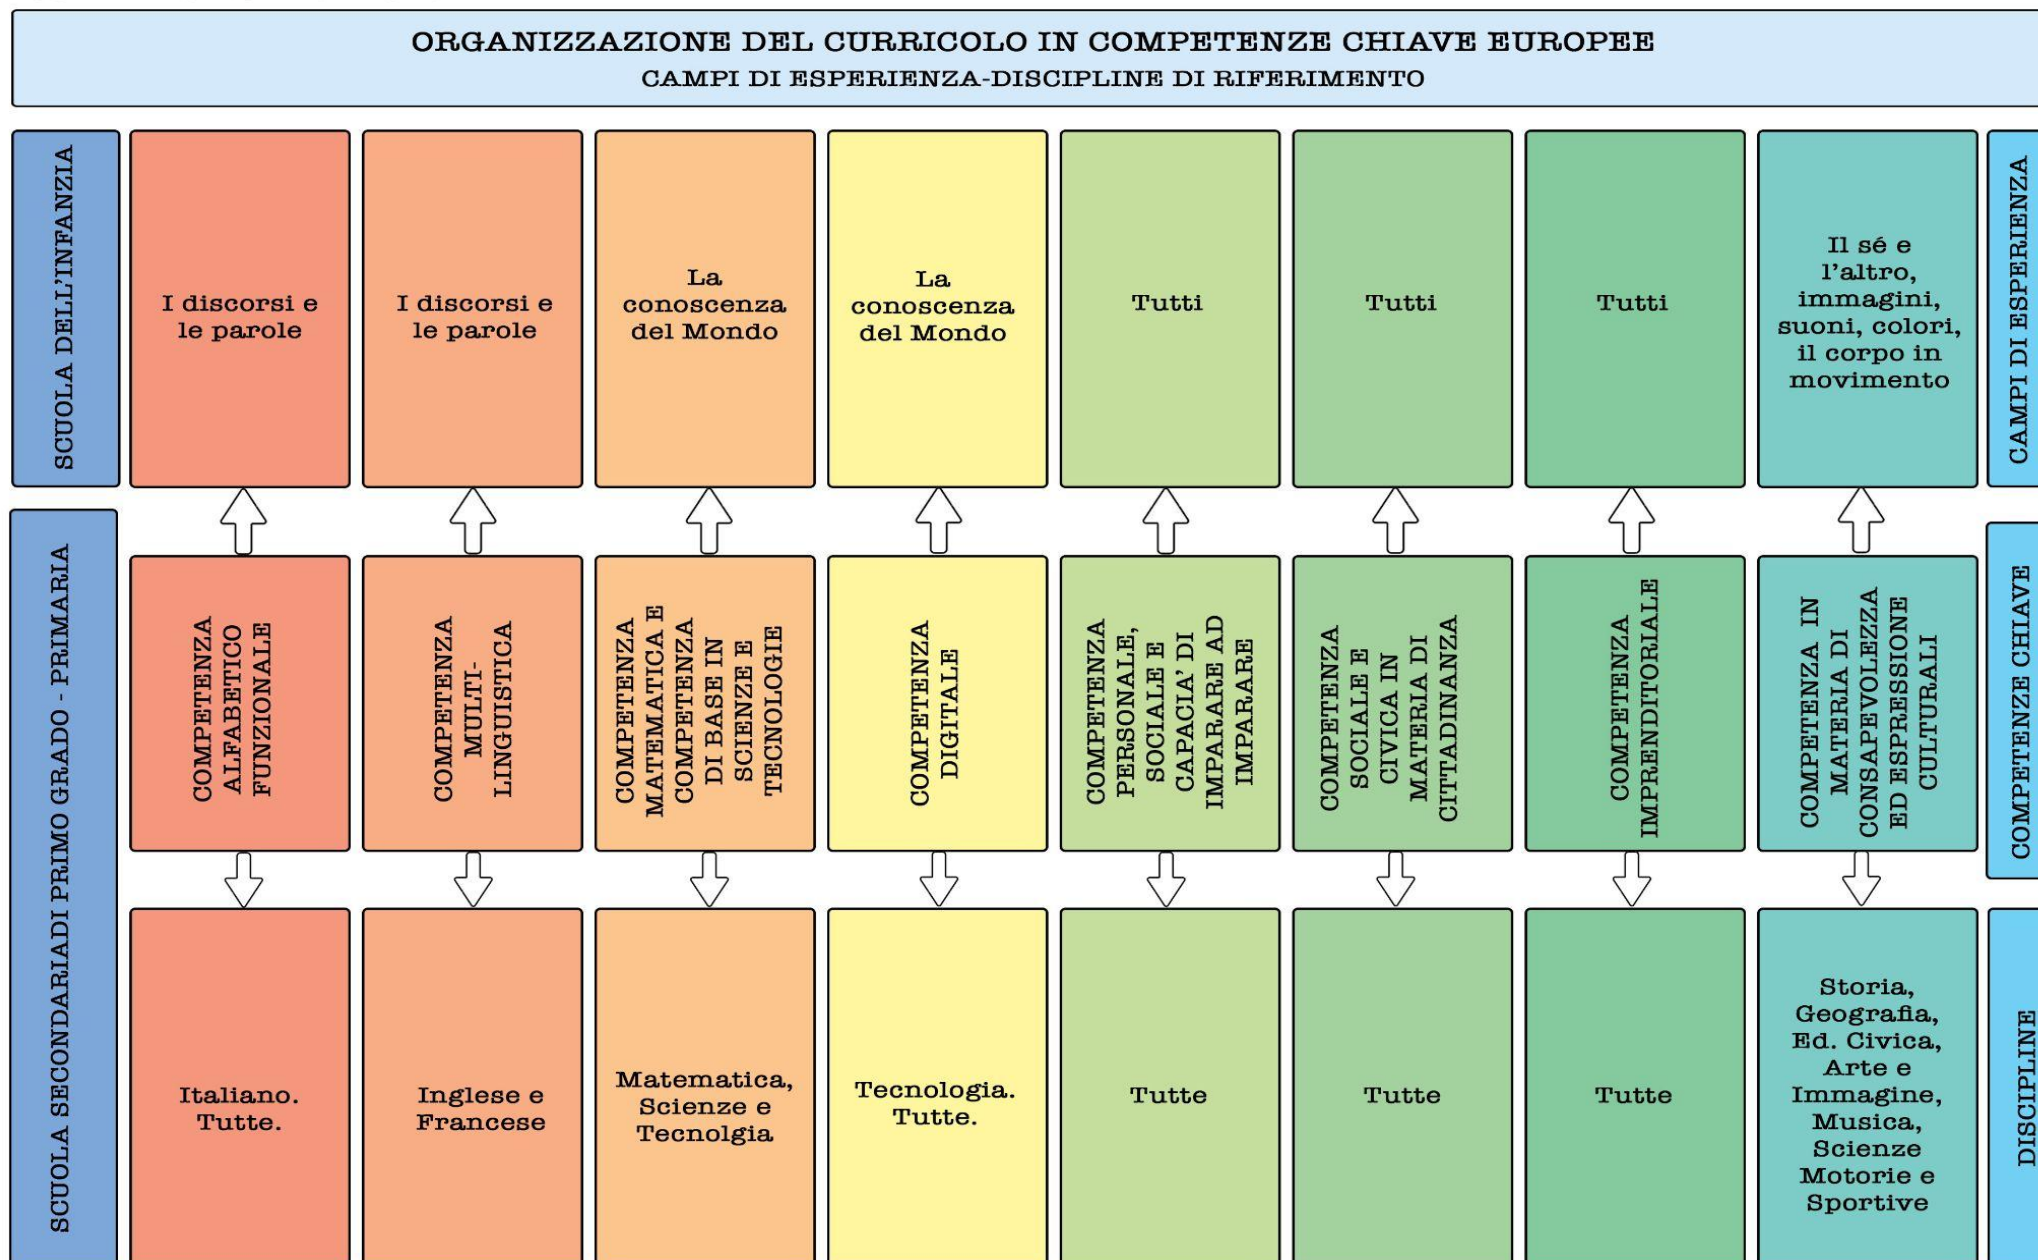 ORGANIZZAZIONE DEL CURRICOLO IN COMPETENZE CHIAVE EUROPEE
CAMPI DI ESPERIENZA-DISCIPLINE DI RIFERIMENTO
SCUOLA DELL'INFANZIA
I discorsi e
le parole
I discorsi e
le parole
La
conoscenza
del Mondo
La
conoscenza
del Mondo
Tutti
Tutti
Tutti
Il sé e
l'altro,
immagini,
suoni, colori,
il corpo in
movimento
CAMPI DI ESPERIENZA
SCUOLA SECONDARIADI PRIMO GRADO - PRIMARIA
COMPETENZA
ALFABETICO
FUNZIONALE
COMPETENZA
MULTI-
LINGUISTICA
COMPETENZA
MATEMATICA E
COMPETENZA
DI BASE IN
SCIENZE E
TECNOLOGIE
COMPETENZA
DIGITALE
COMPETENZA
PERSONALE,
SOCIALE E
CAPACIA' DI
IMPARARE AD
IMPARARE
COMPETENZA
SOCIALE E
CIVICA IN
MATERIA DI
CITTADINANZA
COMPETENZA
IMPRENDITORIALE
COMPETENZA IN
MATERIA DI
CONSAPEVOLEZZA
ED ESPRESSIONE
CULTURALI
COMPETENZE CHIAVE
Italiano.
Tutte.
Inglese e
Francese
Matematica,
Scienze e
Tecnolgia
Tecnologia.
Tutte.
Tutte
Tutte
Tutte
Storia,
Geografia,
Ed. Civica,
Arte e
Immagine,
Musica,
Scienze
Motorie e
Sportive
DISCIPLINE